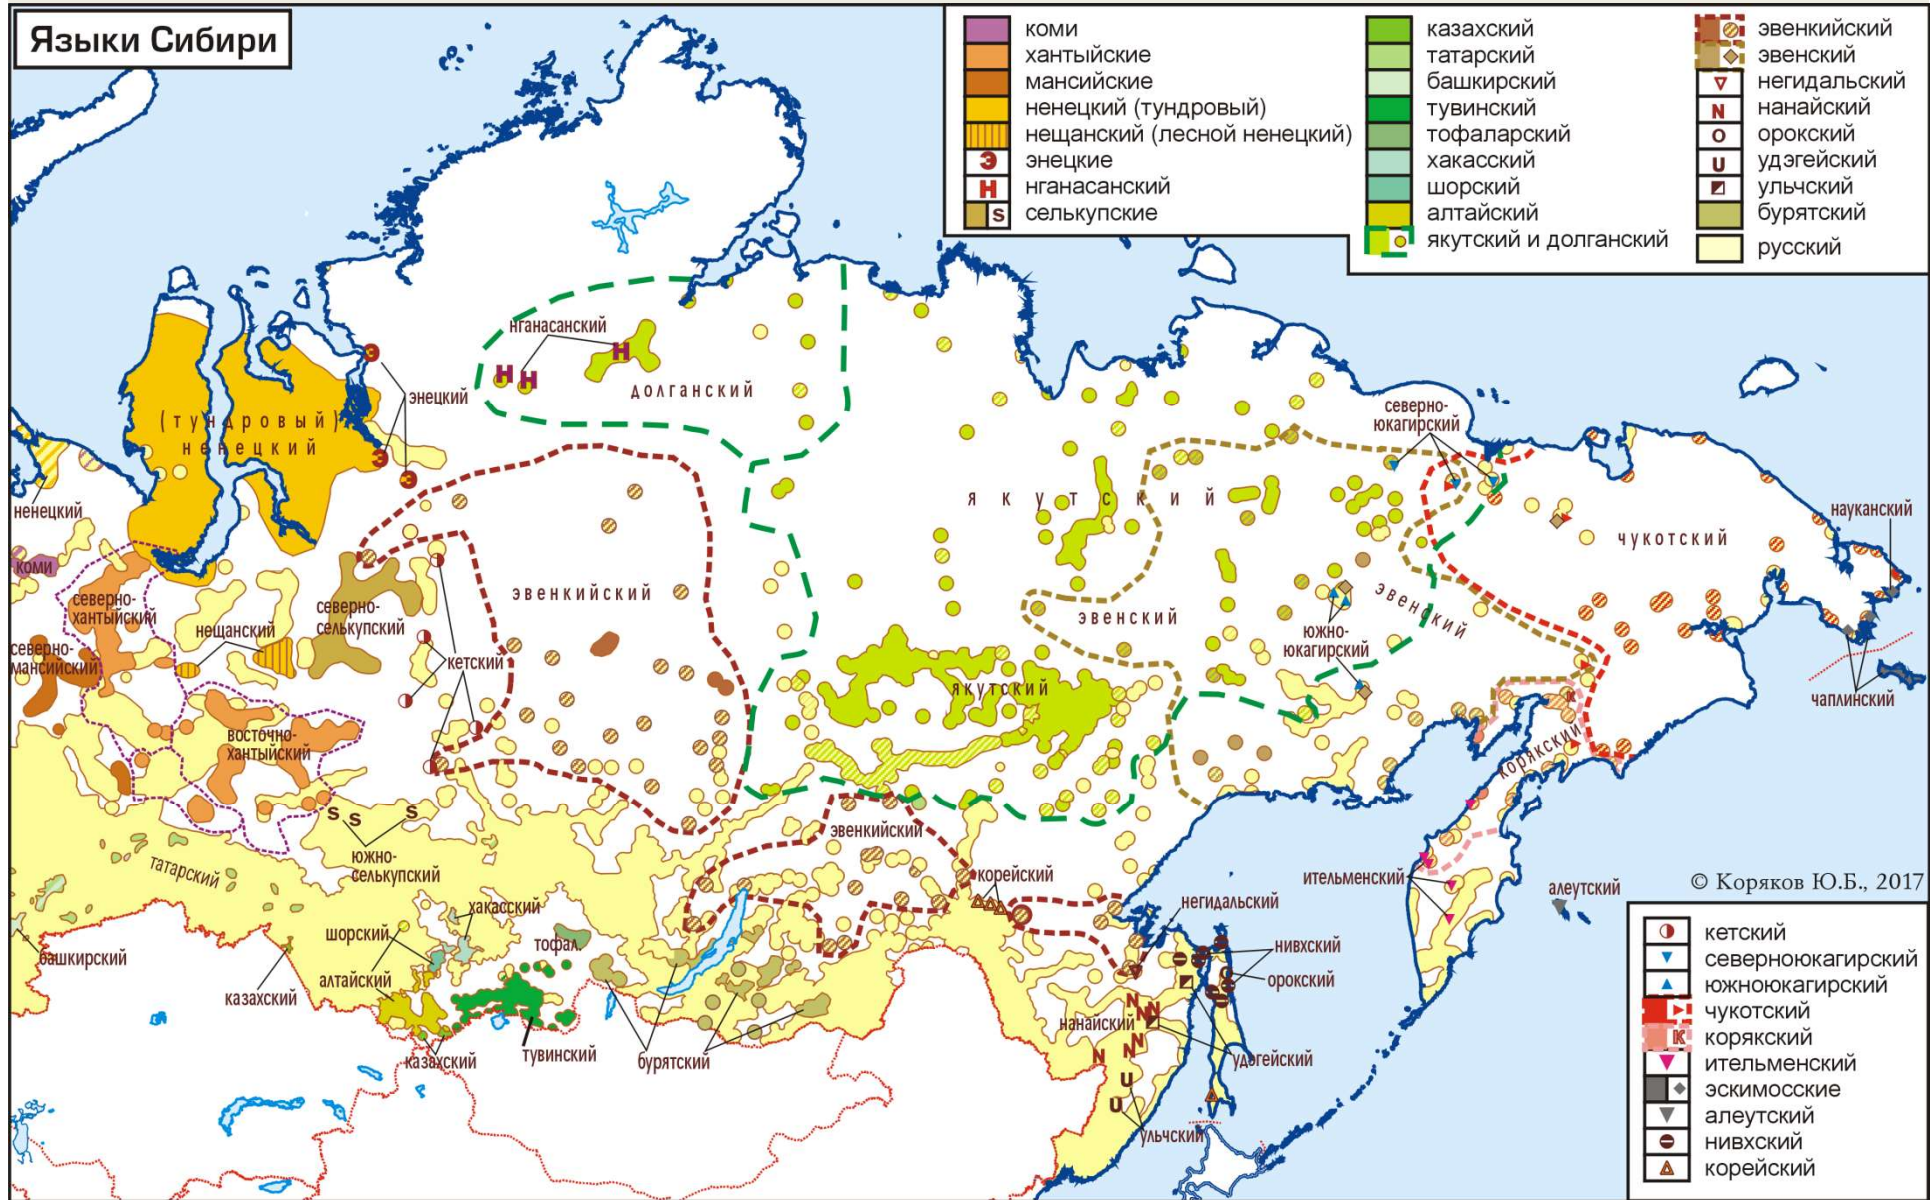 Языки Сибири
коми
хантыйские
мансийские
ненецкий (тундровый)
нещанский (лесной ненецкий)
Э энецкие
Н нганасанский
S селькупские
казахский
татарский
башкирский
тувинский
тофаларский
хакасский
шорский
алтайский
якутский и долганский
эвенкийский
эвенский
негидальский
N нанайский
O орокский
U удэгейский
ульчский
бурятский
русский
нганасанский
Н
Н Н
долганский
Э
энецкий
Э
Э
(тундровый)
ненецкий
ненецкий
коми
северно-
хантыйский
северно-
мансийский
нещанский
северно-
селькупский
кетский
эвенкийский
восточно-
хантыйский
S S S
южно-
селькупский
татарский
якутский
северно-
юкагирский
науканский
чукотский
эвенский
эвенский
южно-
юкагирский
чаплинский
якутский
корякский
K
эвенкийский
корейский
ительменский
алеутский
© Коряков Ю.Б., 2017
негидальский
нивхский
орокский
O
хакасский
шорский
тофал.
башкирский
казахский
алтайский
казахский
тувинский
бурятский
нанайский
N
N N
N
N
N
удэгейский
U
U
ульчский
кетский
северноюкагирский
южноюкагирский
чукотский
K корякский
ительменский
эскимосские
алеутский
нивхский
корейский